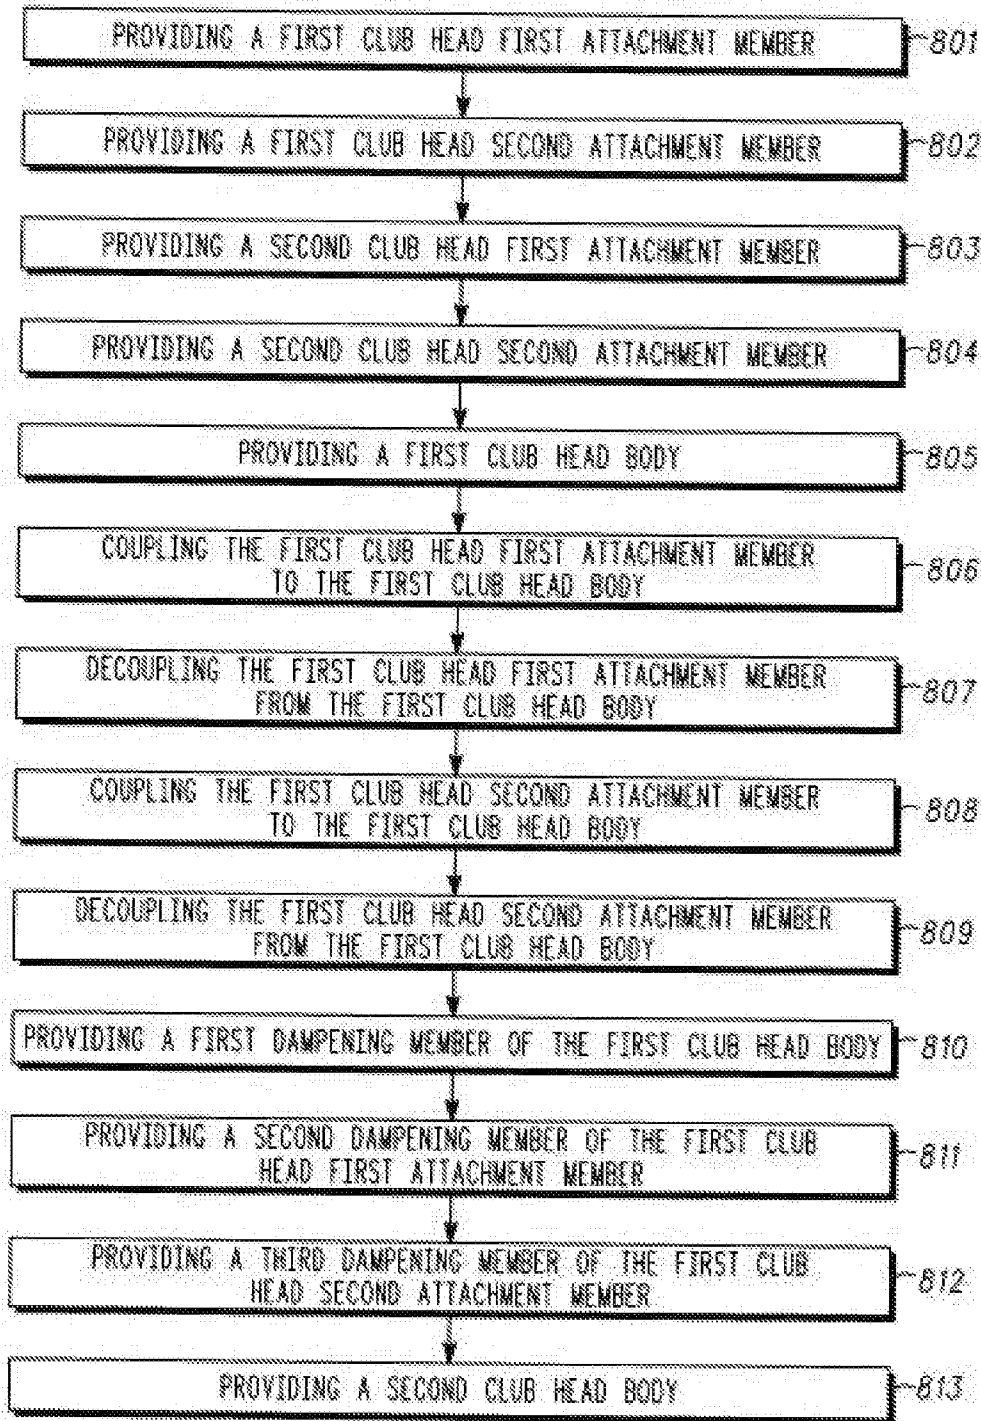 PROVIDING A FIRST CLUB HEAD FIRST ATTACHMENT MEMBER 801
PROVIDING A FIRST CLUB HEAD SECOND ATTACHMENT MEMBER 802
PROVIDING A SECOND CLUB HEAD FIRST ATTACHMENT MEMBER 803
PROVIDING A SECOND CLUB HEAD SECOND ATTACHMENT MEMBER 804
PROVIDING A FIRST CLUB HEAD BODY 805
COUPLING THE FIRST CLUB HEAD FIRST ATTACHMENT MEMBER
TO THE FIRST CLUB HEAD BODY 806
DECOUPLING THE FIRST CLUB HEAD FIRST ATTACHMENT MEMBER
FROM THE FIRST CLUB HEAD BODY 807
COUPLING THE FIRST CLUB HEAD SECOND ATTACHMENT MEMBER
TO THE FIRST CLUB HEAD BODY 808
DECOUPLING THE FIRST CLUB HEAD SECOND ATTACHMENT MEMBER
FROM THE FIRST CLUB HEAD BODY 809
PROVIDING A FIRST DAMPENING MEMBER OF THE FIRST CLUB HEAD BODY 810
PROVIDING A SECOND DAMPENING MEMBER OF THE FIRST CLUB
HEAD FIRST ATTACHMENT MEMBER 811
PROVIDING A THIRD DAMPENING MEMBER OF THE FIRST CLUB
HEAD SECOND ATTACHMENT MEMBER 812
PROVIDING A SECOND CLUB HEAD BODY 813